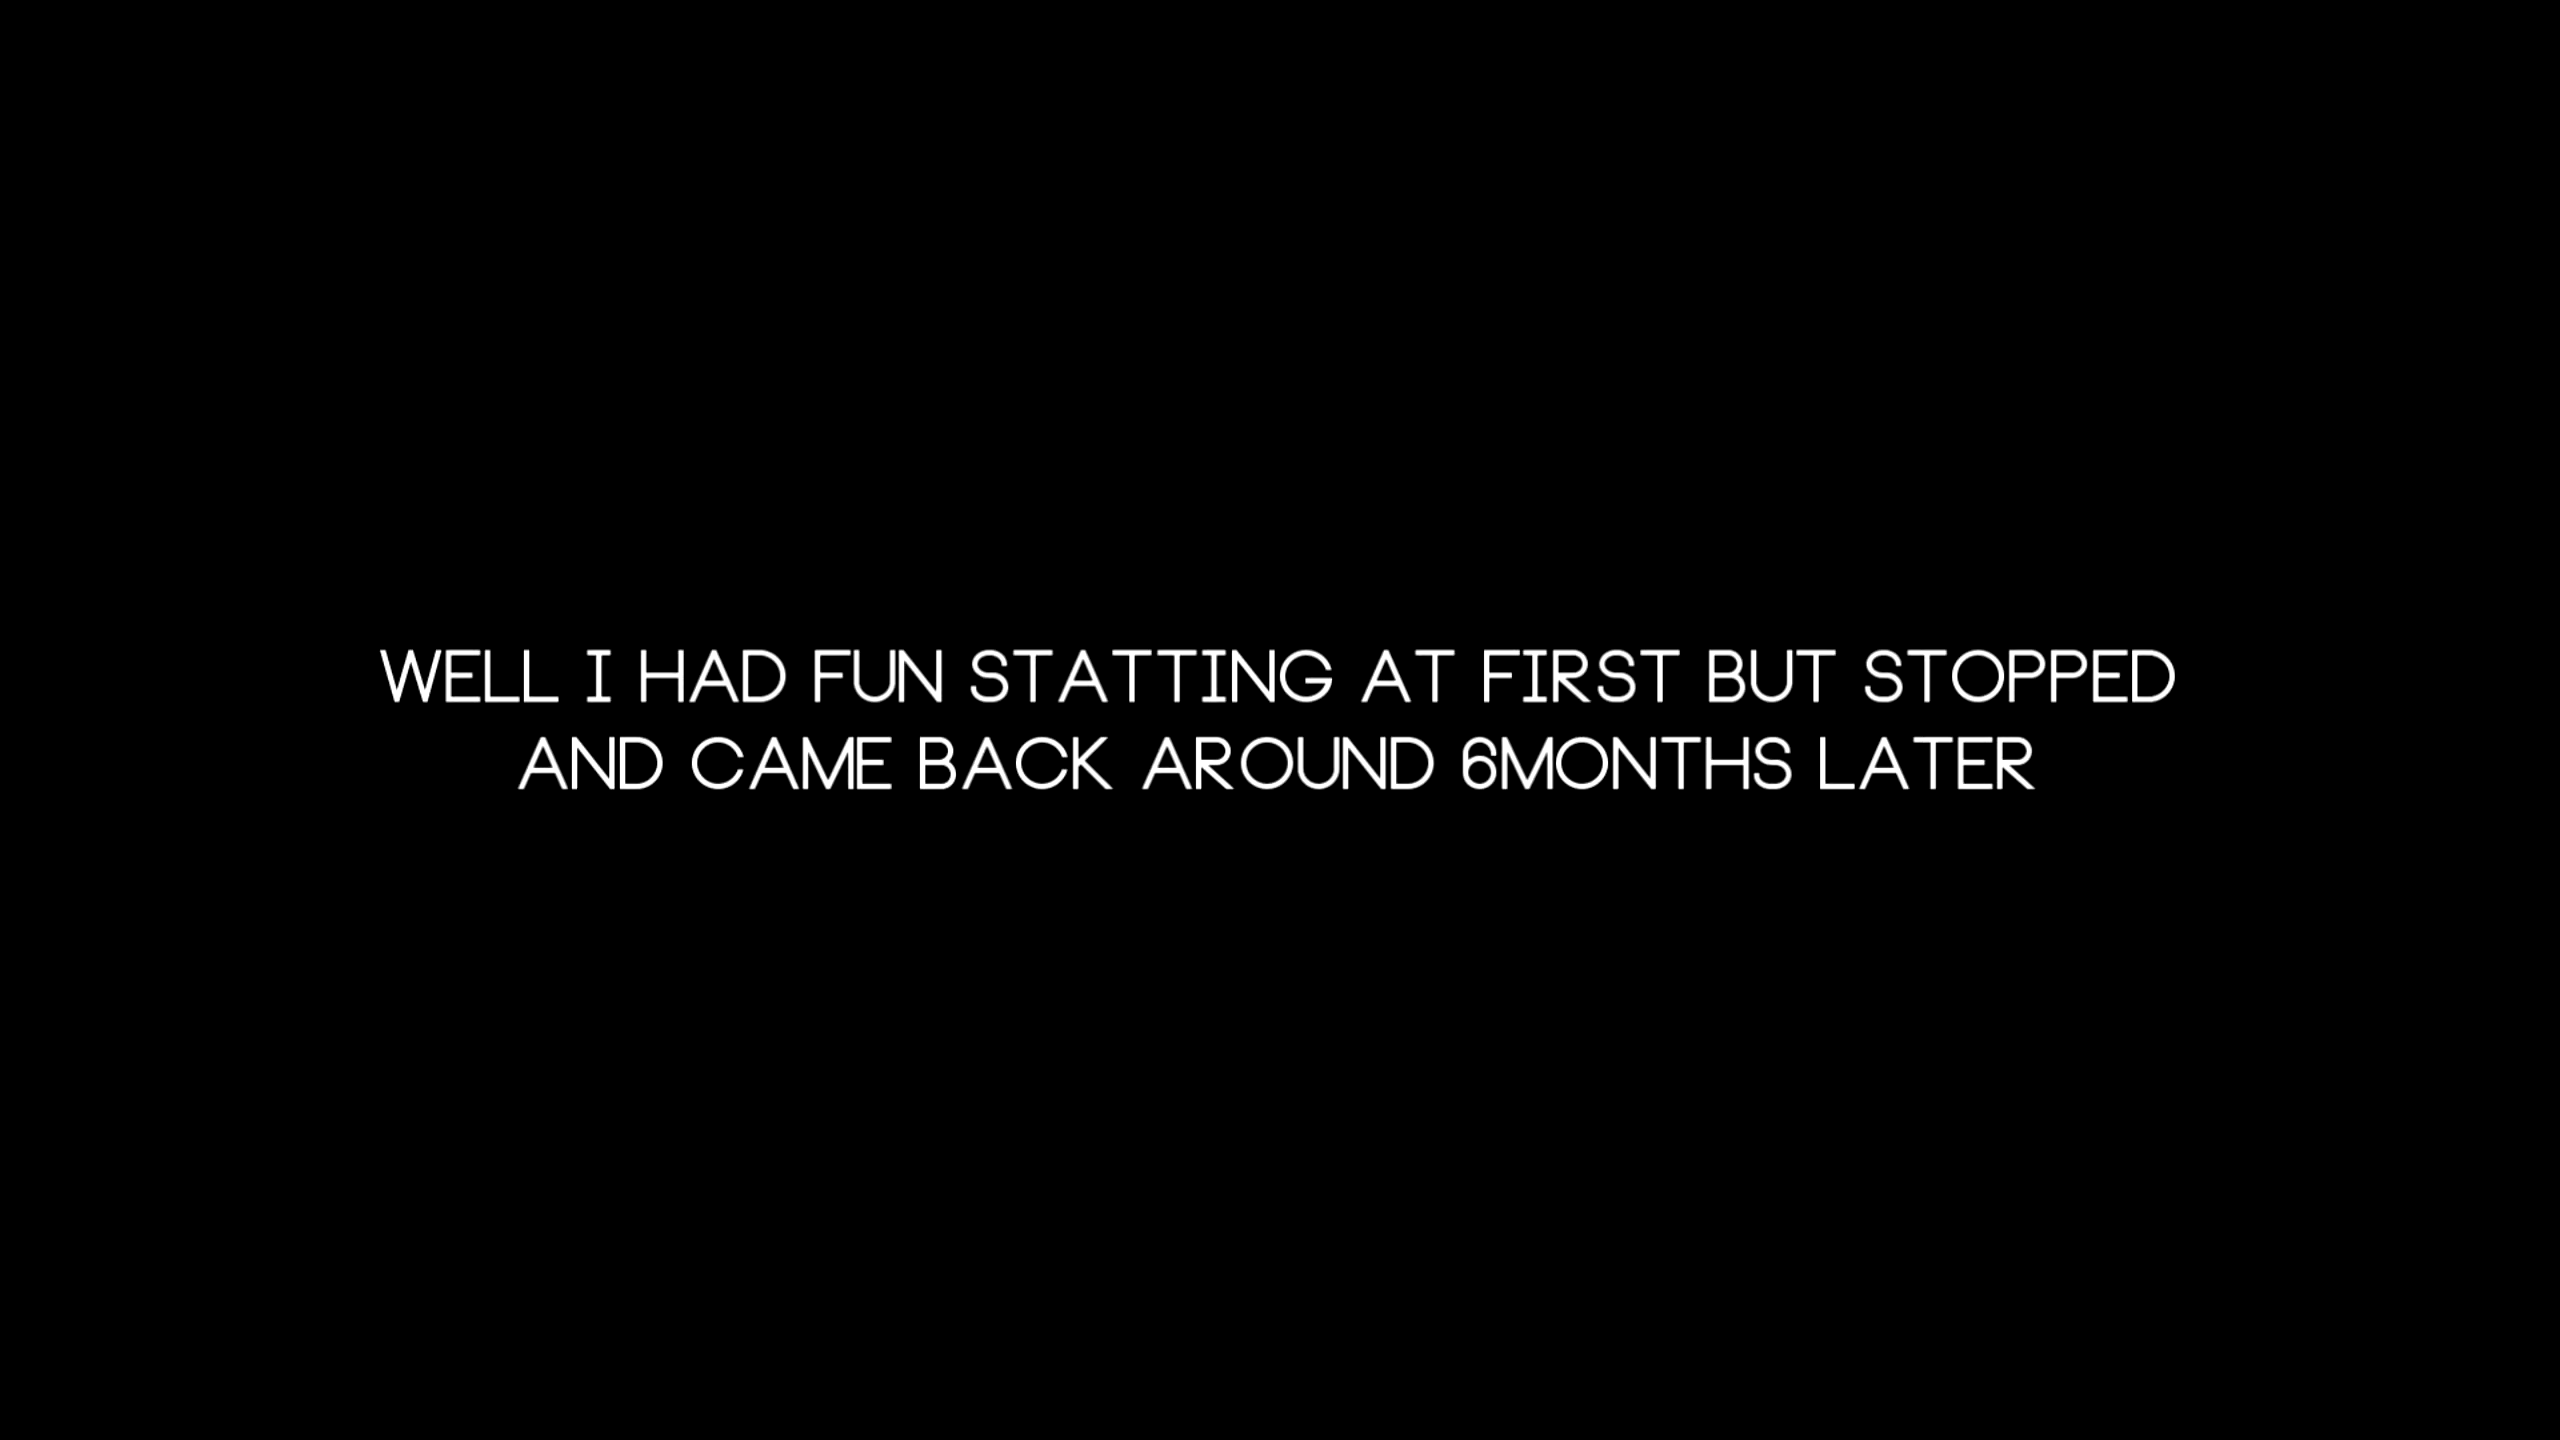 WELL I HAD FUN STATTING AT FIRST BUT STOPPED
AND CAME BACK AROUND 6MONTHS LATER